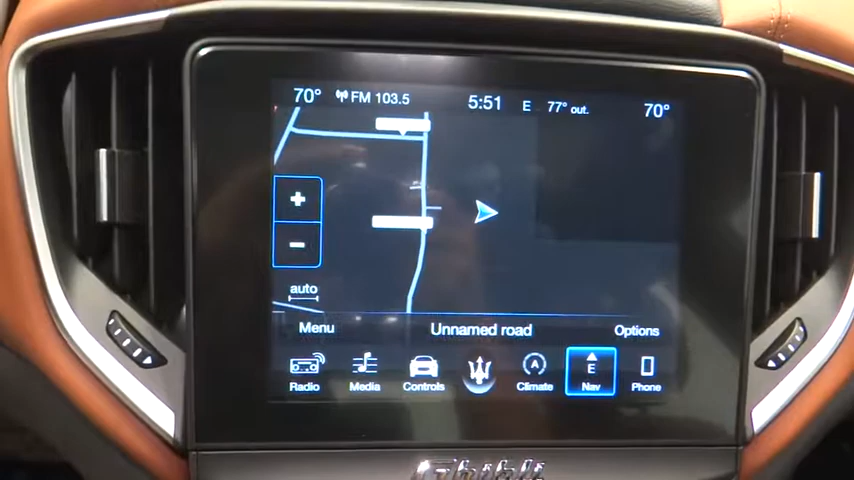 70° FM 103.5 5:51 E 77° out. 70°
+
−
auto
Menu Unnamed road Options
E
Radio Media Controls A Climate Nav Phone
Ghibli